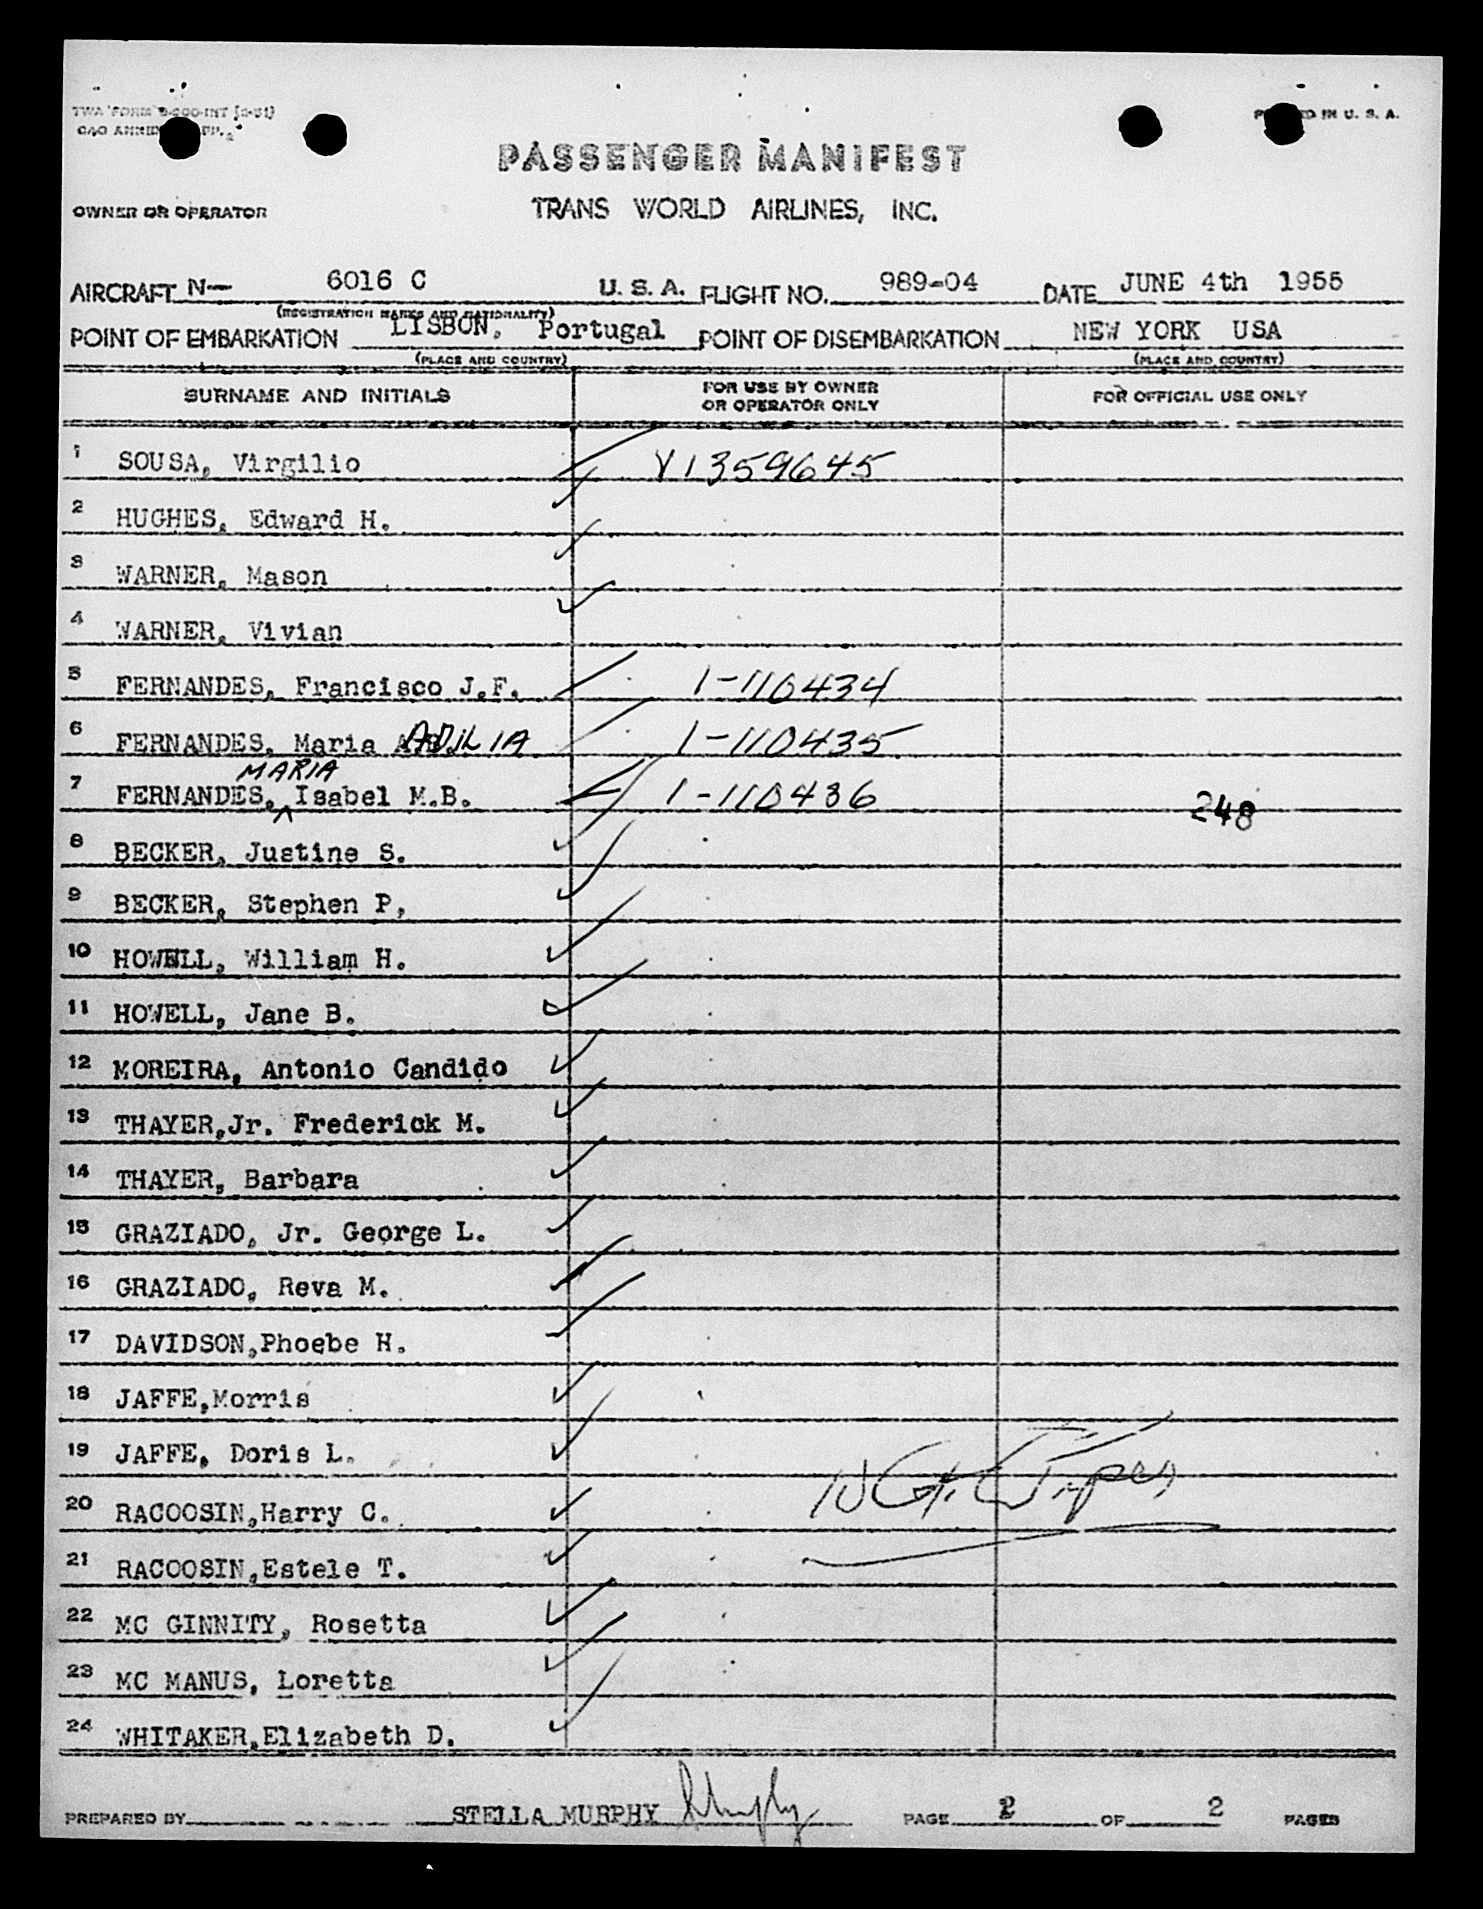 TWA FORM
PRINTED IN U. S. A.
PASSENGER MANIFEST
OWNER OR OPERATOR TRANS WORLD AIRLINES, INC.
AIRCRAFT N— 6016 C U. S. A. FLIGHT NO. 989-04 DATE JUNE 4th 1955
(REGISTRATION MARKS AND NATIONALITY)
POINT OF EMBARKATION LISBON, Portugal POINT OF DISEMBARKATION NEW YORK USA
(PLACE AND COUNTRY) (PLACE AND COUNTRY)
SURNAME AND INITIALS FOR USE BY OWNER OR OPERATOR ONLY FOR OFFICIAL USE ONLY
1 SOUSA, Virgilio V1359645
2 HUGHES, Edward H.
3 WARNER, Mason
4 WARNER, Vivian
5 FERNANDES, Francisco J.F. 1-110434
6 FERNANDES, Maria ADILIA 1-110435
MARIA
7 FERNANDES, Isabel M.B. 1-110436 248
8 BECKER, Justine S.
9 BECKER, Stephen P,
10 HOWELL, William H.
11 HOWELL, Jane B.
12 MOREIRA, Antonio Candido
13 THAYER,Jr. Frederick M.
14 THAYER, Barbara
15 GRAZIADO, Jr. George L.
16 GRAZIADO, Reva M.
17 DAVIDSON,Phoebe H.
18 JAFFE,Morris
19 JAFFE, Doris L.
20 RACOOSIN,Harry C.
21 RACOOSIN,Estele T.
22 MC GINNITY, Rosetta
23 MC MANUS, Loretta
24 WHITAKER,Elizabeth D.
PREPARED BY STELLA MURPHY SMurphy PAGE 2 OF 2 PAGES